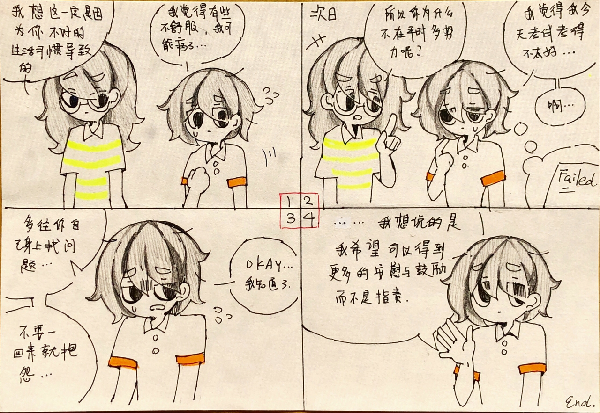 我觉得有些
不舒服,我可
能病了...
我想这一定是因
为你不好的
生活习惯导致
的
次日
我觉得我今
天考试考得
不太好...
啊...
Failed
所以你为什么
不在平时多努
力呢?
1 2
3 4
多往你自
己身上找问
题...
OKAY...
我知道了.
不要一
回来就抱
怨...
...... 我想说的是
我希望可以得到
更多的 与鼓励
而不是指责.
End.